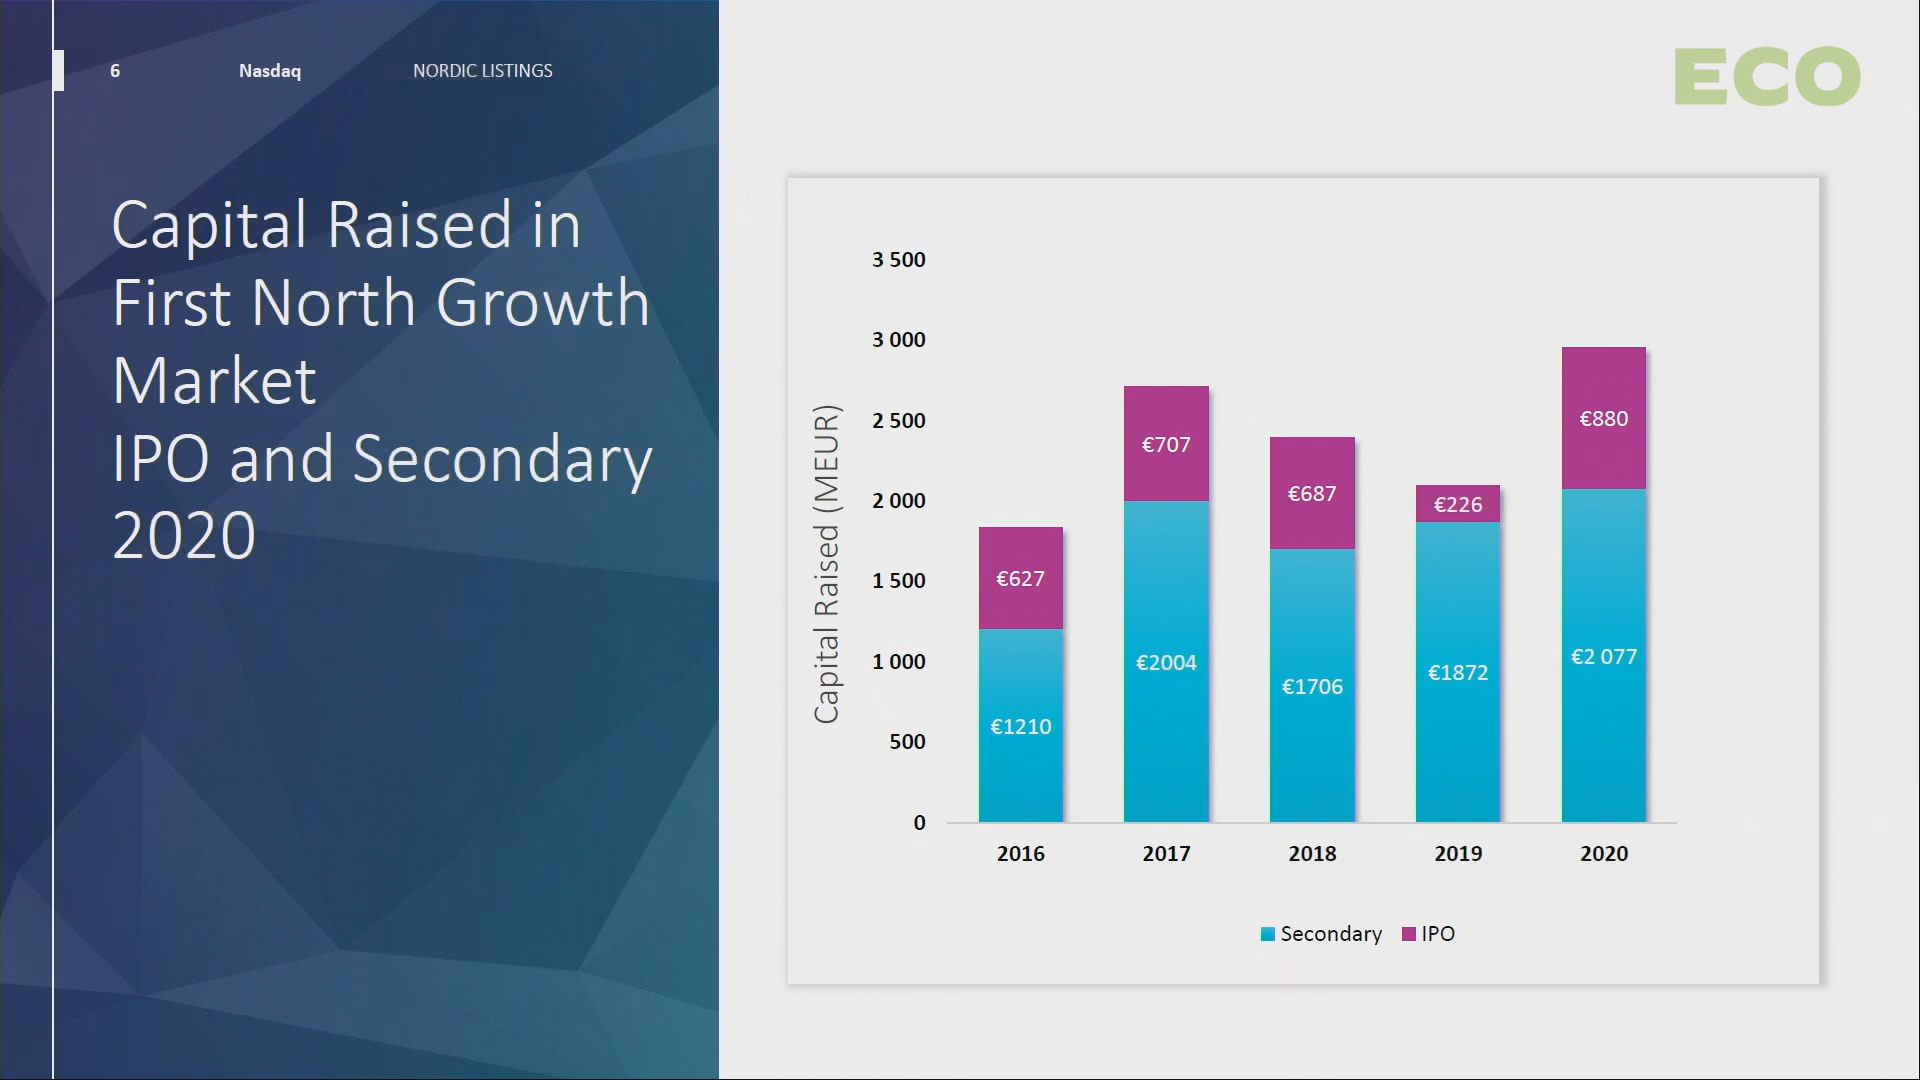 6 Nasdaq NORDIC LISTINGS
ECO
Capital Raised in
First North Growth
Market
IPO and Secondary
2020
Capital Raised (MEUR)
3 500
3 000
2 500
2 000
1 500
1 000
500
0
€627
€707
€687
€226
€880
€1210
€2004
€1706
€1872
€2 077
2016 2017 2018 2019 2020
Secondary IPO